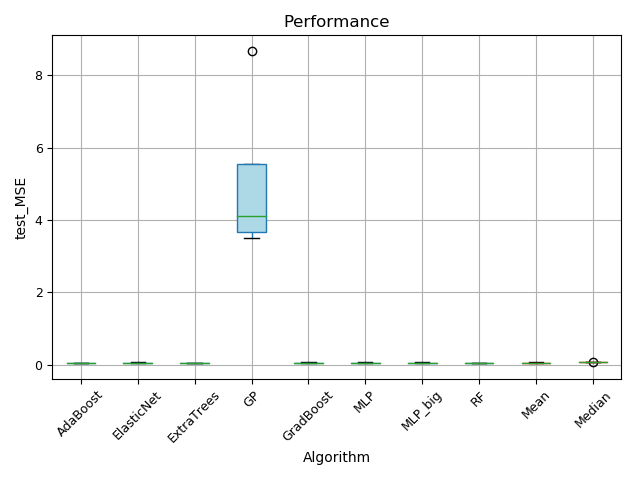 Performance
test_MSE
8
6
4
2
0
AdaBoost
ElasticNet
ExtraTrees
GP
GradBoost
MLP
MLP_big
RF
Mean
Median
Algorithm